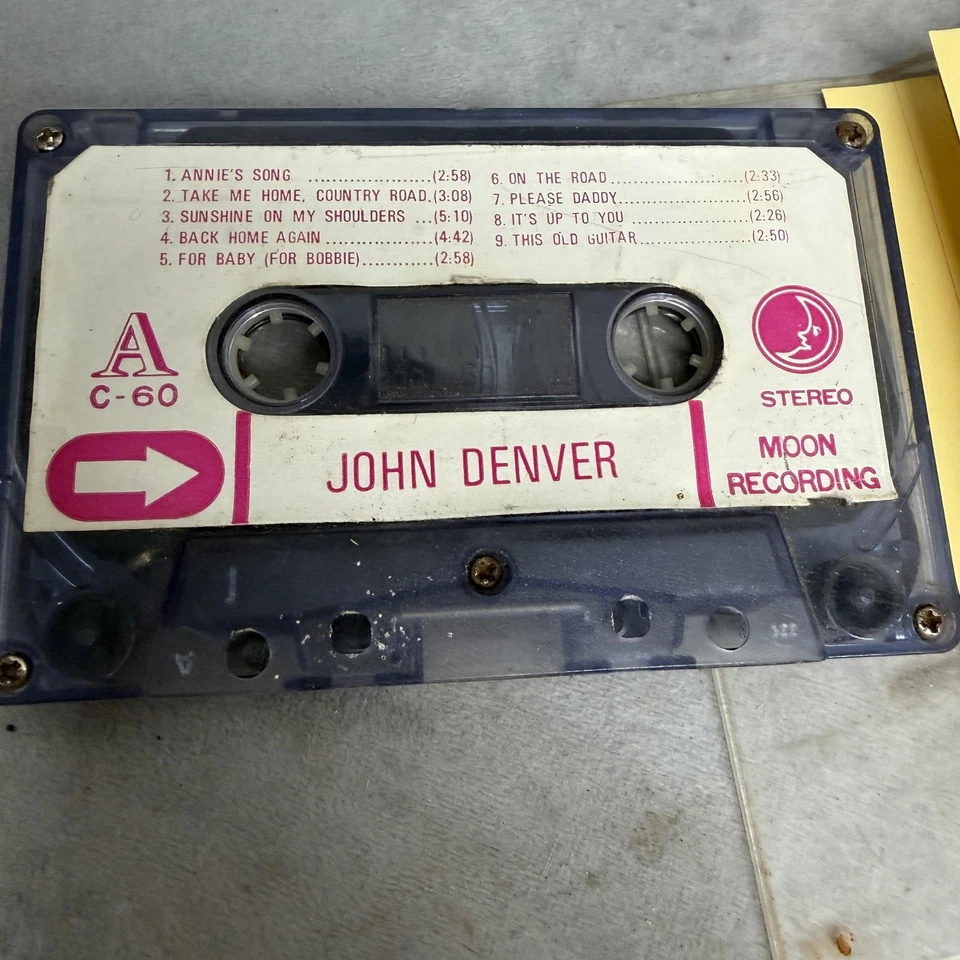 1. ANNIE'S SONG ....................(2:58)
2. TAKE ME HOME, COUNTRY ROAD.(3:08)
3. SUNSHINE ON MY SHOULDERS ...(5:10)
4. BACK HOME AGAIN ................(4:42)
5. FOR BABY (FOR BOBBIE)............(2:58)
6. ON THE ROAD......................(2:33)
7. PLEASE DADDY.....................(2:56)
8. IT'S UP TO YOU ...................(2:26)
9. THIS OLD GUITAR..................(2:50)
A
C-60
STEREO
JOHN DENVER
MOON
RECORDING
A